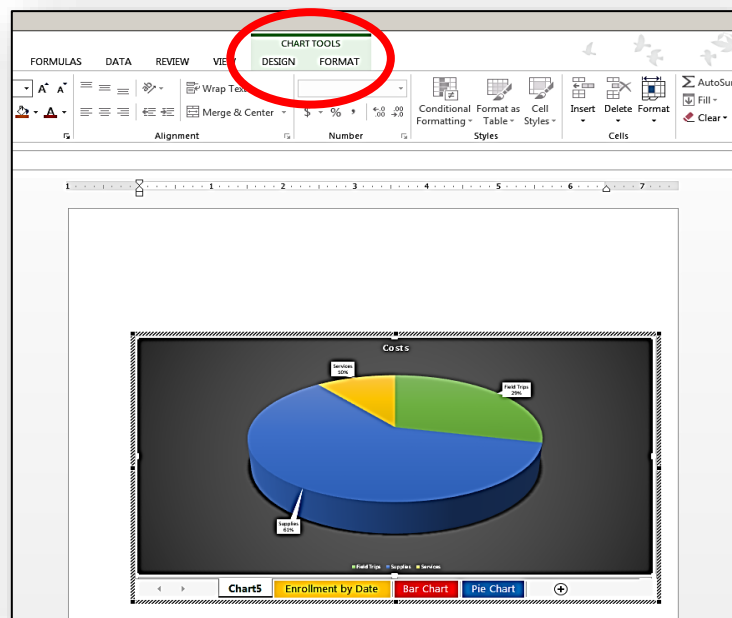 CHART TOOLS
FORMULAS DATA REVIEW VIEW DESIGN FORMAT
A A Wrap Text AutoSum
Merge & Center $ % , .00 Conditional Formatting Format as Table Cell Styles Insert Delete Format Fill Clear
Alignment Number Styles Cells
1 1 2 3 4 5 6 7
Costs
Services
10%
Field Trips
29%
Supplies
61%
Field Trips Supplies Services
Chart5 Enrollment by Date Bar Chart Pie Chart